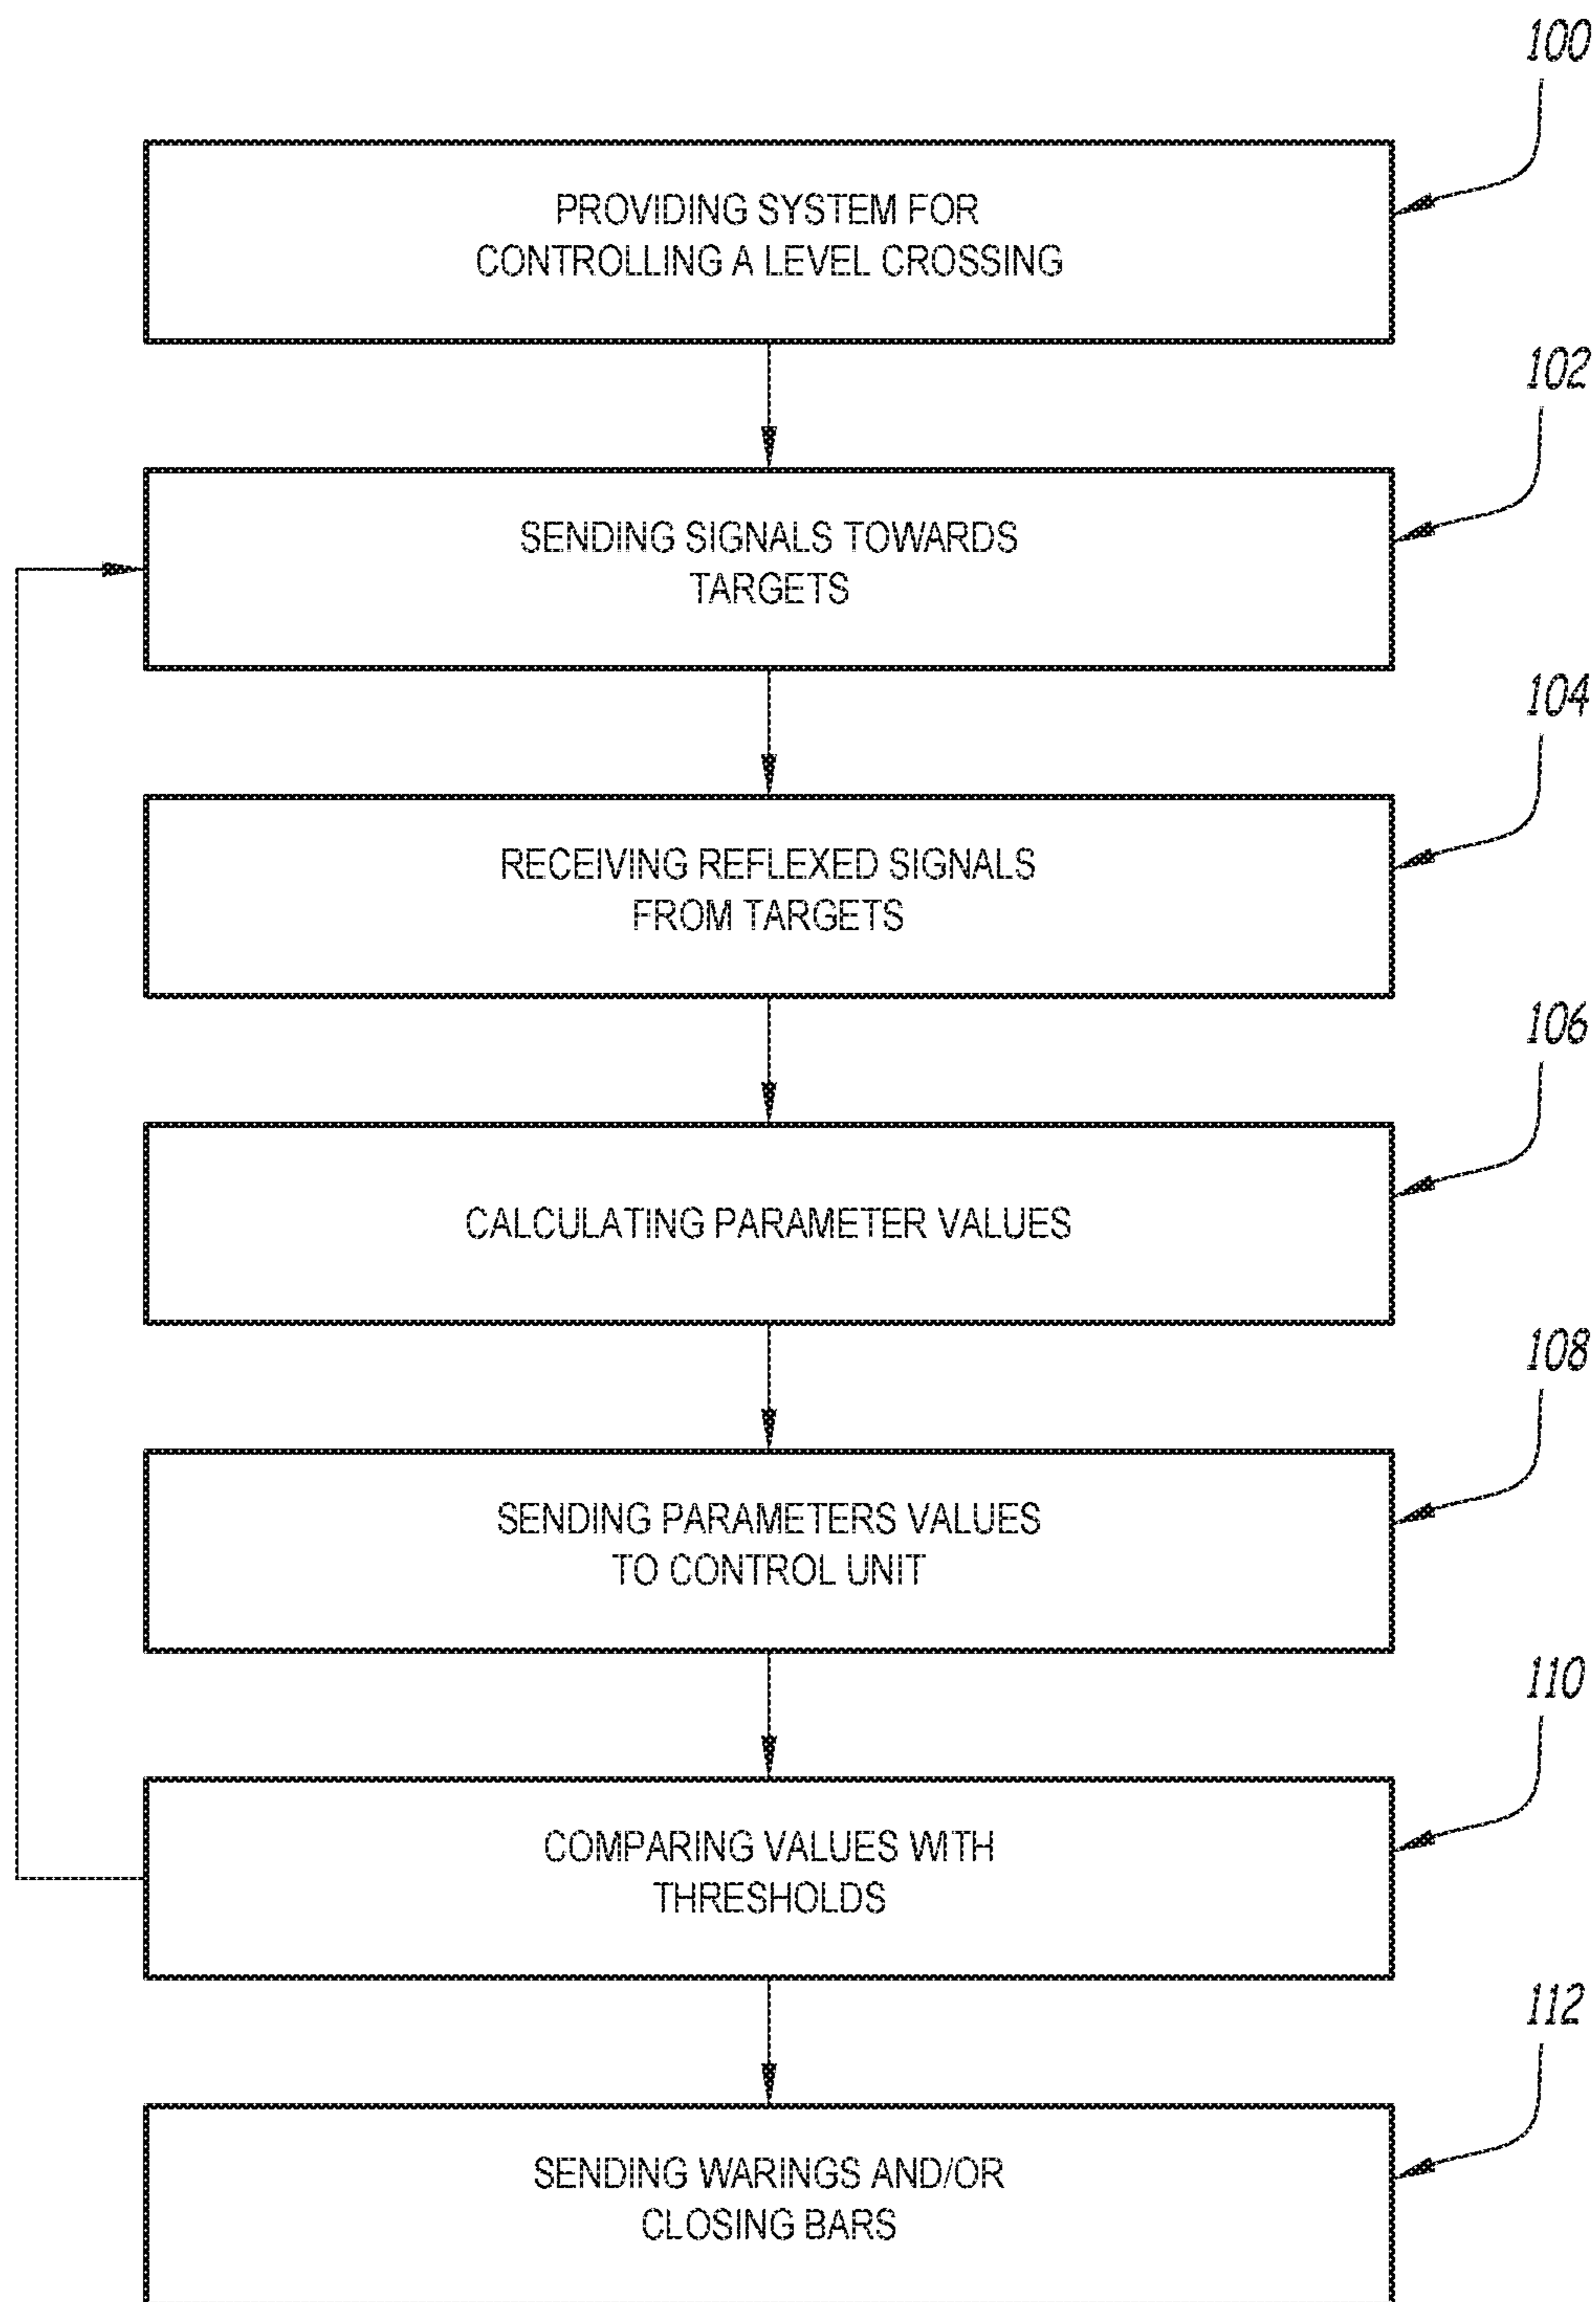 100
PROVIDING SYSTEM FOR
CONTROLLING A LEVEL CROSSING
102
SENDING SIGNALS TOWARDS
TARGETS
104
RECEIVING REFLEXED SIGNALS
FROM TARGETS
106
CALCULATING PARAMETER VALUES
108
SENDING PARAMETERS VALUES
TO CONTROL UNIT
110
COMPARING VALUES WITH
THRESHOLDS
112
SENDING WARINGS AND/OR
CLOSING BARS